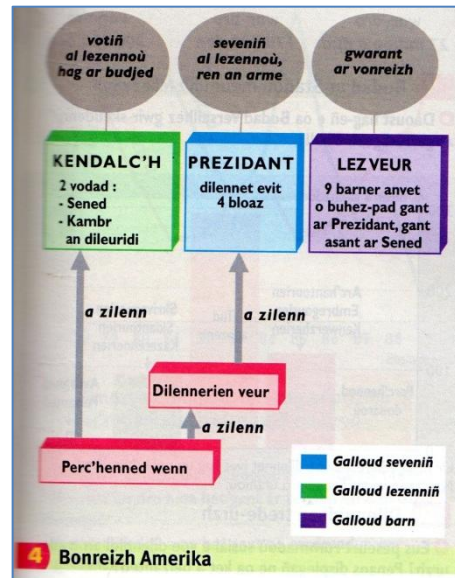 votiñ
al lezennoù
hag ar budjed
seveniñ
al lezennoù,
ren an arme
gwarant
ar vonreizh
KENDALC'H
2 vodad :
- Sened
- Kambr
an dileuridi
PREZIDANT
dilennet evit
4 bloaz
LEZVEUR
9 barner anvet
o buhez-pad gant
ar Prezidant, gant
asant ar Sened
a zilenn
a zilenn
Dilennerien veur
a zilenn
Perc'henned wenn
Galloud seveniñ
Galloud lezenniñ
Galloud barn
4 Bonreizh Amerika